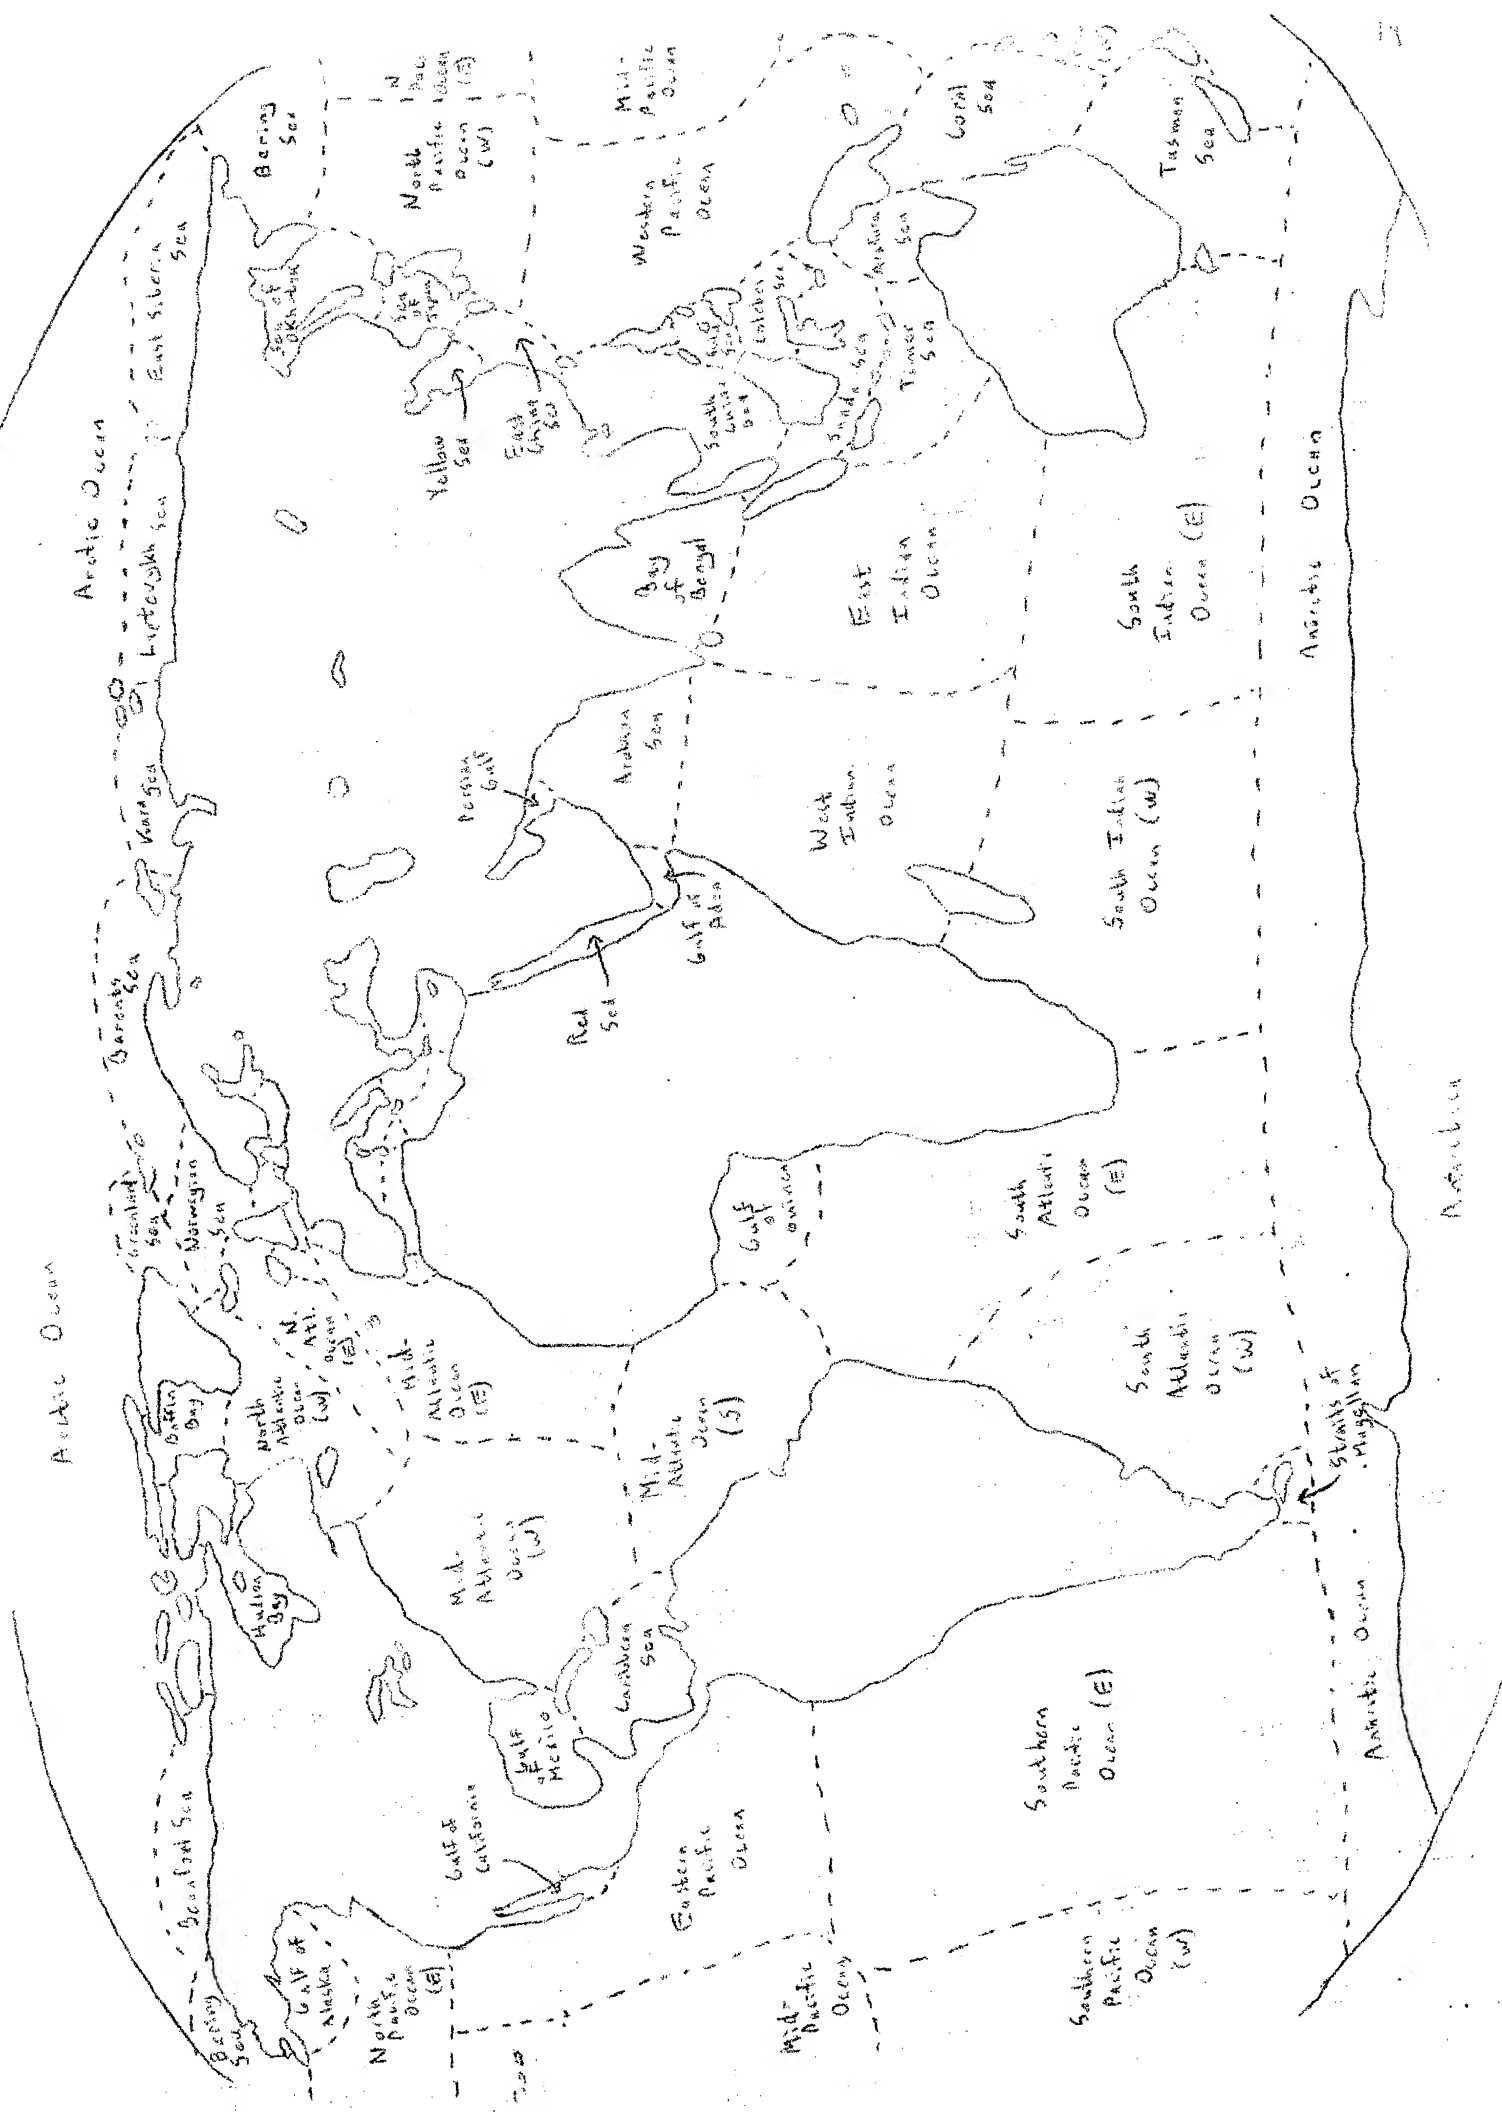 14
Arctic Ocean
Arctic Ocean
Bering
Sea
Beaufort Sea
Gulf of
Alaska
North
Pacific
Ocean
(E)
Hudson
Bay
Baffin
Bay
North
Atlantic
Ocean
(W)
N.
Atl.
Ocean
(E)
Greenland
Sea
Norwegian
Sea
Barents
Sea
Kara
Sea
East Siberia
Sea
Bering
Sea
Sea of
Okhotsk
Sea
of
Japan
North
Pacific
Ocean
(W)
N
Pac
Ocean
(E)
Yellow
Sea
East
China
Sea
Gulf of
California
Gulf
of
Mexico
Caribbean
Sea
Mid-
Atlantic
Ocean
(W)
Mid-
Atlantic
Ocean
(E)
Mid-
Atlantic
Ocean
(S)
Red
Sea
Persian
Gulf
Gulf of
Aden
Arabian
Sea
Bay
of
Bengal
South
China
Sea
Sulu
Sea
Celebes
Sea
Sunda Sea
Timor
Sea
Arafura
Sea
Western
Pacific
Ocean
Mid-
Pacific
Ocean
Eastern
Pacific
Ocean
Mid-
Pacific
Ocean
Gulf
of
Guinea
West
Indian
Ocean
East
Indian
Ocean
Coral
Sea
Tasman
Sea
Southern
Pacific
Ocean
(W)
Southern
Pacific
Ocean (E)
South
Atlantic
Ocean
(W)
South
Atlantic
Ocean
(E)
South Indian
Ocean (W)
South
Indian
Ocean (E)
Straits of
Magellan
Antarctic Ocean
Antarctic Ocean
Antarctica